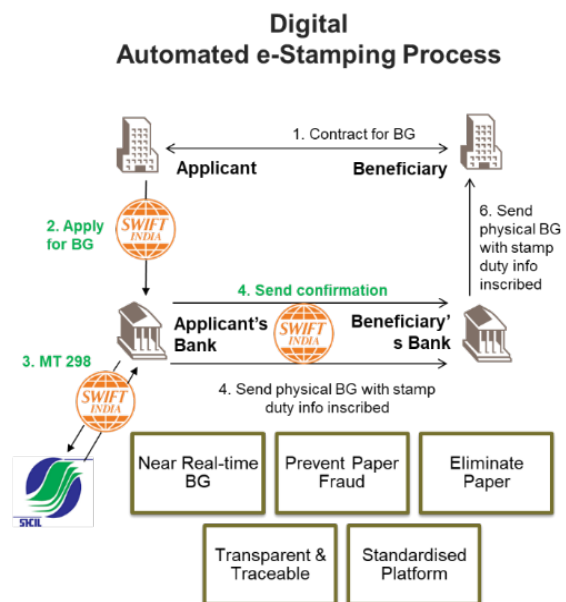 Digital
Automated e-Stamping Process
1. Contract for BG
Applicant
Beneficiary
2. Apply
for BG
SWIFT
INDIA
6. Send
physical BG
with stamp
duty info
inscribed
4. Send confirmation
Applicant's
Bank
SWIFT
INDIA
Beneficiary'
s Bank
3. MT 298
SWIFT
INDIA
4. Send physical BG with stamp
duty info inscribed
SHCIL
Near Real-time
BG
Prevent Paper
Fraud
Eliminate
Paper
Transparent &
Traceable
Standardised
Platform